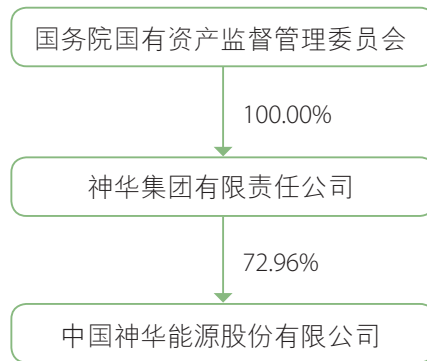 国务院国有资产监督管理委员会
100.00%
神华集团有限责任公司
72.96%
中国神华能源股份有限公司